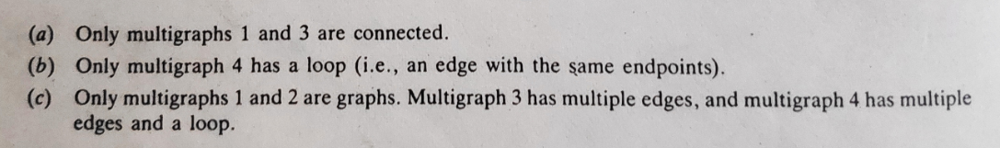 (a) Only multigraphs 1 and 3 are connected.
(b) Only multigraph 4 has a loop (i.e., an edge with the same endpoints).
(c) Only multigraphs 1 and 2 are graphs. Multigraph 3 has multiple edges, and multigraph 4 has multiple
edges and a loop.